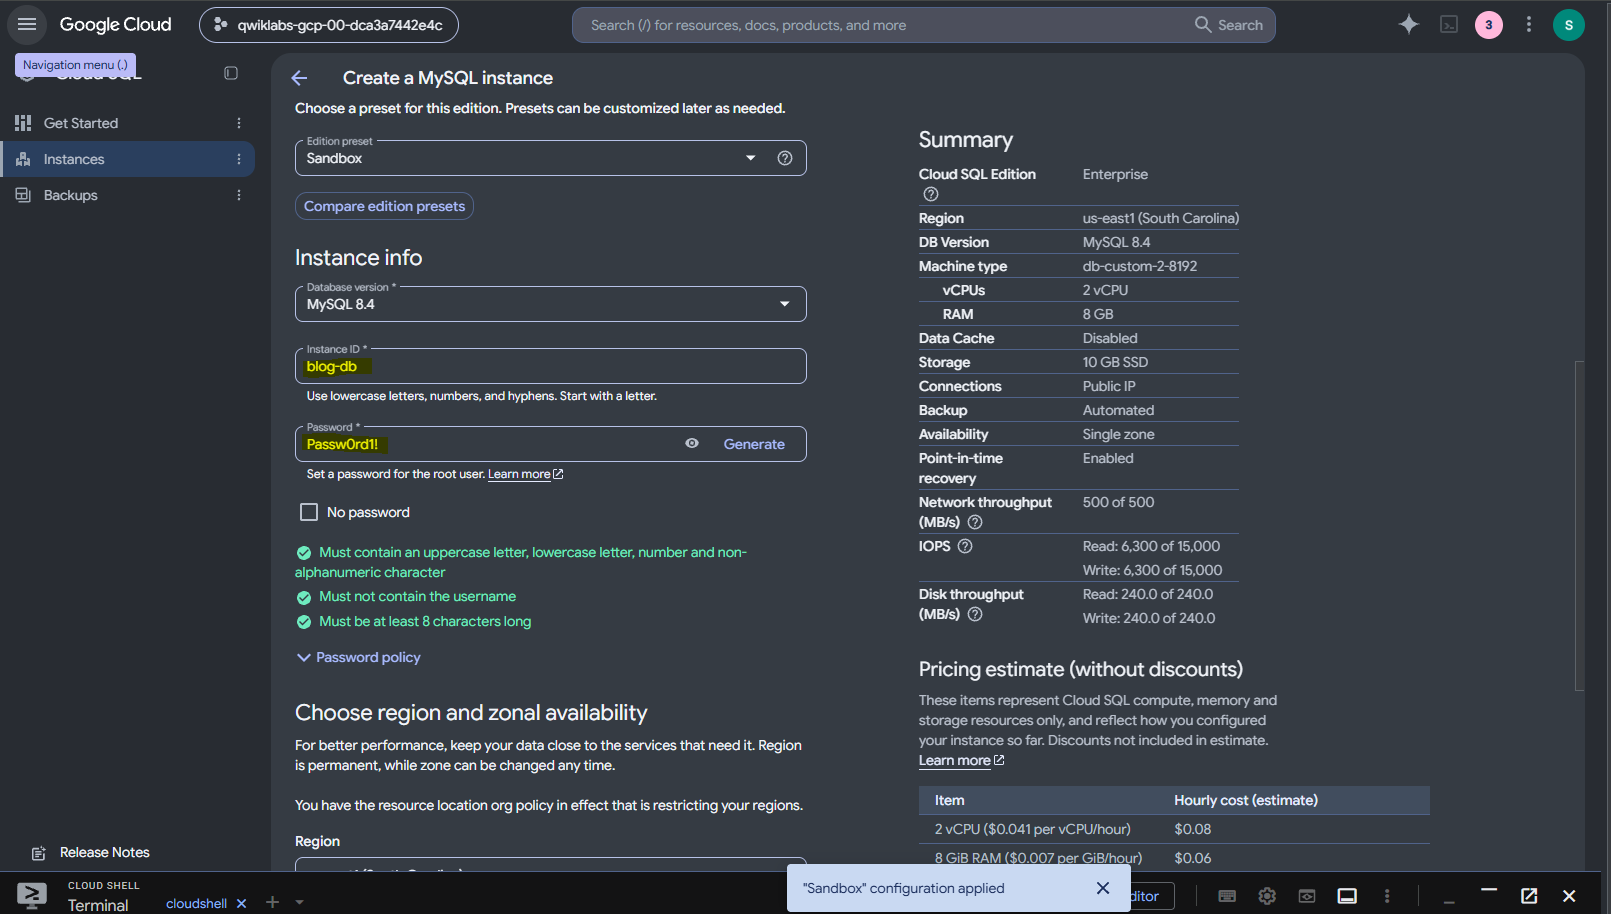 Google Cloud
qwiklabs-gcp-00-dca3a7442e4c
Search (/) for resources, docs, products, and more
Search
3
S
Navigation menu (.)
Cloud SQL
Get Started
Instances
Backups
Release Notes
Create a MySQL instance
Choose a preset for this edition. Presets can be customized later as needed.
Edition preset
Sandbox
Compare edition presets
Instance info
Database version *
MySQL 8.4
Instance ID *
blog-db
Use lowercase letters, numbers, and hyphens. Start with a letter.
Password *
Passw0rd1!
Generate
Set a password for the root user. Learn more
No password
Must contain an uppercase letter, lowercase letter, number and non-
alphanumeric character
Must not contain the username
Must be at least 8 characters long
Password policy
Choose region and zonal availability
For better performance, keep your data close to the services that need it. Region
is permanent, while zone can be changed any time.
You have the resource location org policy in effect that is restricting your regions.
Region
Summary
Cloud SQL Edition Enterprise
Region us-east1 (South Carolina)
DB Version MySQL 8.4
Machine type db-custom-2-8192
vCPUs 2 vCPU
RAM 8 GB
Data Cache Disabled
Storage 10 GB SSD
Connections Public IP
Backup Automated
Availability Single zone
Point-in-time Enabled
recovery
Network throughput 500 of 500
(MB/s)
IOPS Read: 6,300 of 15,000
Write: 6,300 of 15,000
Disk throughput Read: 240.0 of 240.0
(MB/s) Write: 240.0 of 240.0
Pricing estimate (without discounts)
These items represent Cloud SQL compute, memory and
storage resources only, and reflect how you configured
your instance so far. Discounts not included in estimate.
Learn more
Item Hourly cost (estimate)
2 vCPU ($0.041 per vCPU/hour) $0.08
8 GiB RAM ($0.007 per GiB/hour) $0.06
CLOUD SHELL
Terminal
cloudshell
"Sandbox" configuration applied
ditor